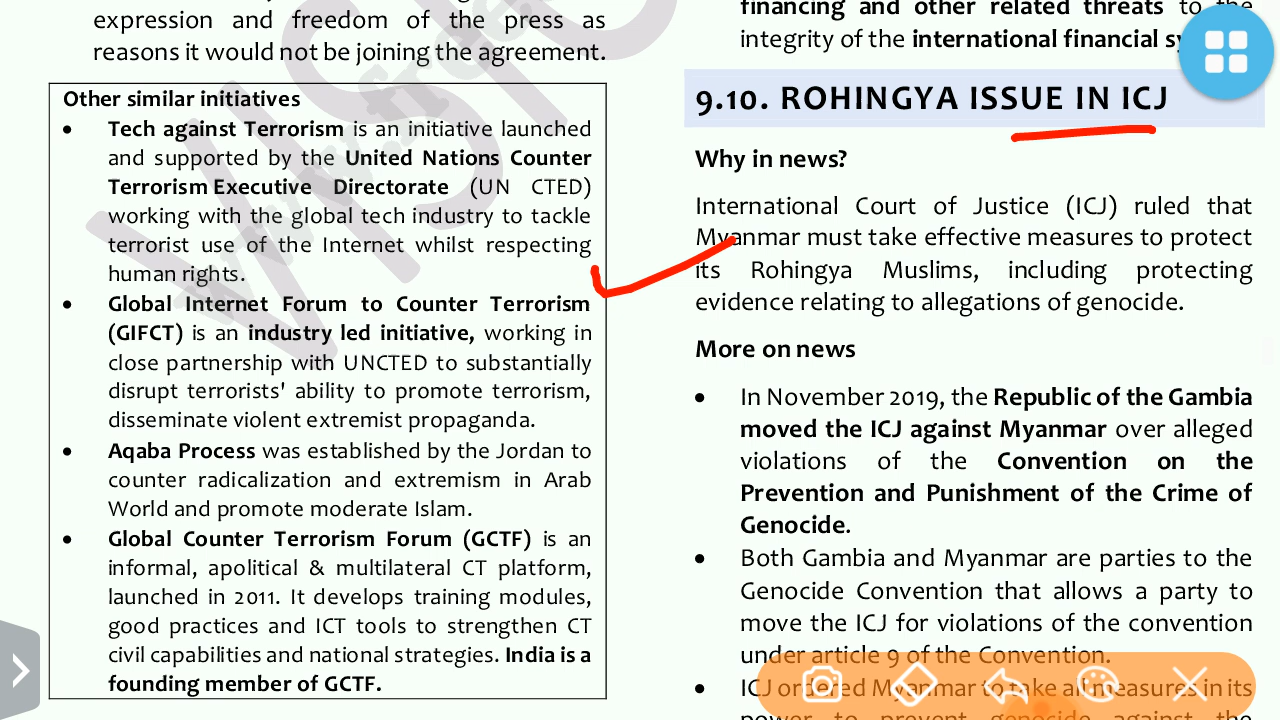 expression and freedom of the press as
reasons it would not be joining the agreement.
Other similar initiatives
• Tech against Terrorism is an initiative launched
and supported by the United Nations Counter
Terrorism Executive Directorate (UN CTED)
working with the global tech industry to tackle
terrorist use of the Internet whilst respecting
human rights.
• Global Internet Forum to Counter Terrorism
(GIFCT) is an industry led initiative, working in
close partnership with UNCTED to substantially
disrupt terrorists' ability to promote terrorism,
disseminate violent extremist propaganda.
• Aqaba Process was established by the Jordan to
counter radicalization and extremism in Arab
World and promote moderate Islam.
• Global Counter Terrorism Forum (GCTF) is an
informal, apolitical & multilateral CT platform,
launched in 2011. It develops training modules,
good practices and ICT tools to strengthen CT
civil capabilities and national strategies. India is a
founding member of GCTF.
financing and other related threats to the
integrity of the international financial
9.10. ROHINGYA ISSUE IN ICJ
Why in news?
International Court of Justice (ICJ) ruled that
Myanmar must take effective measures to protect
its Rohingya Muslims, including protecting
evidence relating to allegations of genocide.
More on news
• In November 2019, the Republic of the Gambia
moved the ICJ against Myanmar over alleged
violations of the Convention on the
Prevention and Punishment of the Crime of
Genocide.
• Both Gambia and Myanmar are parties to the
Genocide Convention that allows a party to
move the ICJ for violations of the convention
under article 9 of the Convention.
• ICJ ordered Myanmar to take all measures in its
power to prevent genocide against the